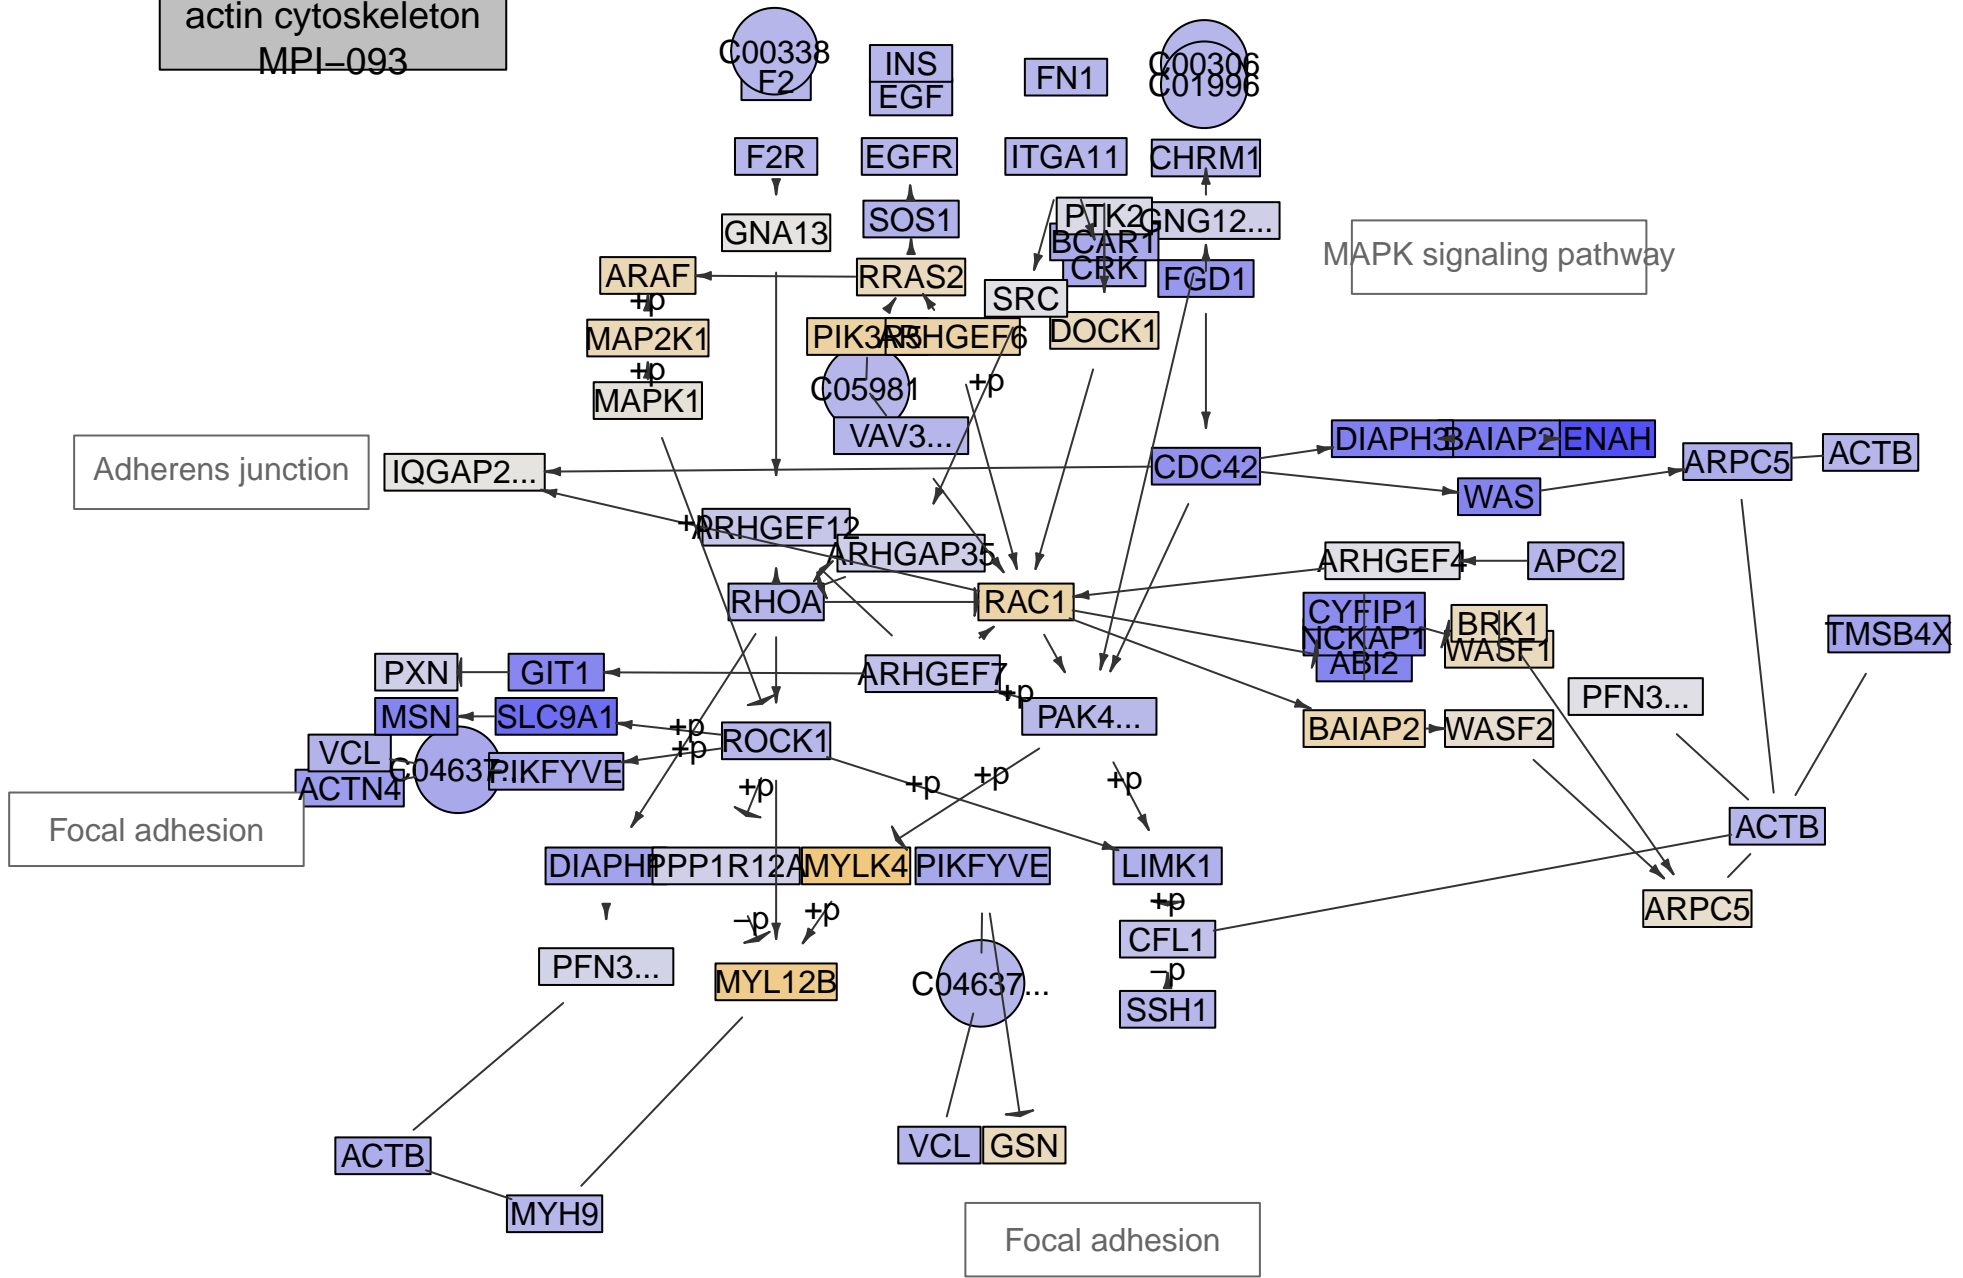 actin cytoskeleton
MPI–093
C00338
F2
INS
EGF
FN1
C00306
C01996
F2R
EGFR
ITGA11
CHRM1
GNA13
SOS1
PTK2
GNG12...
BCAR1
CRK
FGD1
MAPK signaling pathway
ARAF
RRAS2
SRC
+p
MAP2K1
ARHGEF6
DOCK1
+p
MAPK1
C05981
+p
VAV3...
Adherens junction
IQGAP2...
CDC42
DIAPH3
BAIAP2
ENAH
ARPC5
ACTB
WAS
+p
ARHGEF12
ARHGAP35
ARHGEF4
APC2
RHOA
RAC1
CYFIP1
NCKAP1
ABI2
BRK1
WASF1
TMSB4X
PXN
GIT1
ARHGEF7
+p
PFN3...
MSN
SLC9A1
+p
ROCK1
PAK4...
BAIAP2
WASF2
VCL
ACTN4
C04637...
PIKFYVE
+p
+p
+p
+p
+p
Focal adhesion
PPP1R12A
MYLK4
PIKFYVE
LIMK1
ACTB
+p
ARPC5
–p
+p
CFL1
PFN3...
MYL12B
C04637...
–p
SSH1
ACTB
VCL
GSN
MYH9
Focal adhesion